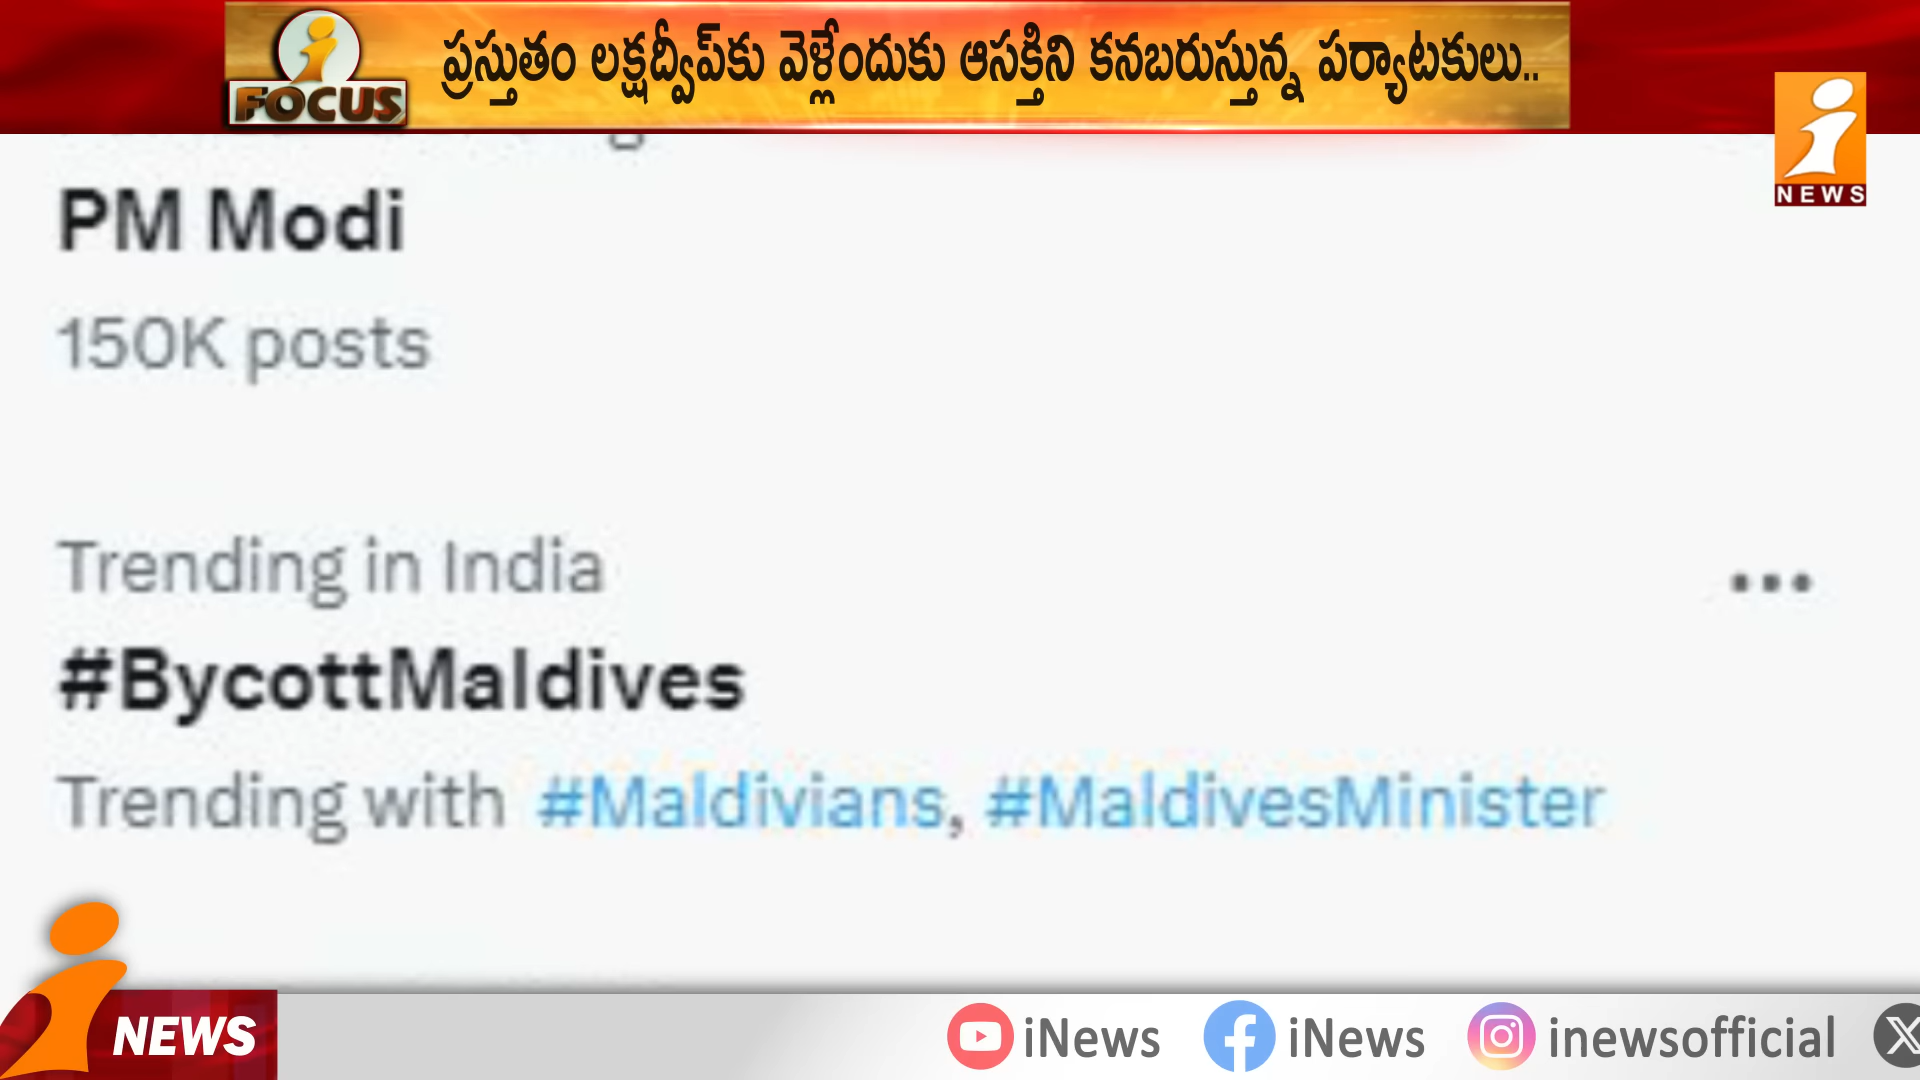 FOCUS
ప్రస్తుతం లక్షద్వీప్‌కు వెళ్లేందుకు ఆసక్తిని కనబరుస్తున్న పర్యాటకులు..
NEWS
PM Modi
150K posts
Trending in India
#BycottMaldives
Trending with #Maldivians, #MaldivesMinister
NEWS
iNews
iNews
inewsofficial